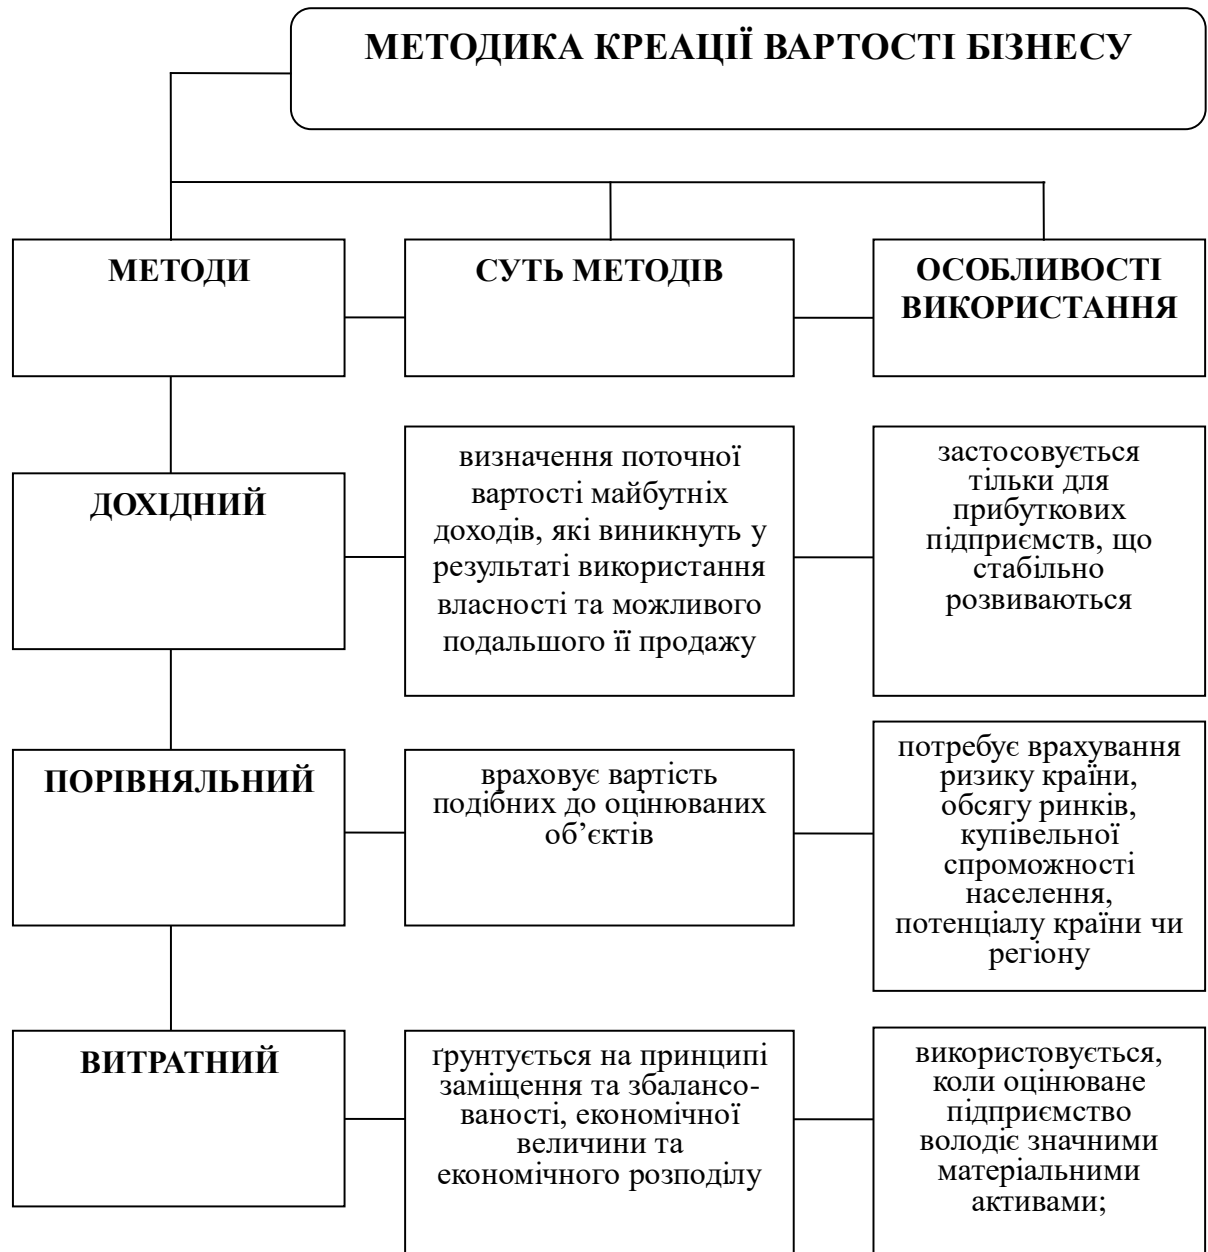 МЕТОДИКА КРЕАЦІЇ ВАРТОСТІ БІЗНЕСУ
МЕТОДИ
СУТЬ МЕТОДІВ
ОСОБЛИВОСТІ
ВИКОРИСТАННЯ
ДОХІДНИЙ
визначення поточної
вартості майбутніх
доходів, які виникнуть у
результаті використання
власності та можливого
подальшого її продажу
застосовується
тільки для
прибуткових
підприємств, що
стабільно
розвиваються
ПОРІВНЯЛЬНИЙ
враховує вартість
подібних до оцінюваних
об’єктів
потребує врахування
ризику країни,
обсягу ринків,
купівельної
спроможності
населення,
потенціалу країни чи
регіону
ВИТРАТНИЙ
ґрунтується на принципі
заміщення та збалансо-
ваності, економічної
величини та
економічного розподілу
використовується,
коли оцінюване
підприємство
володіє значними
матеріальними
активами;